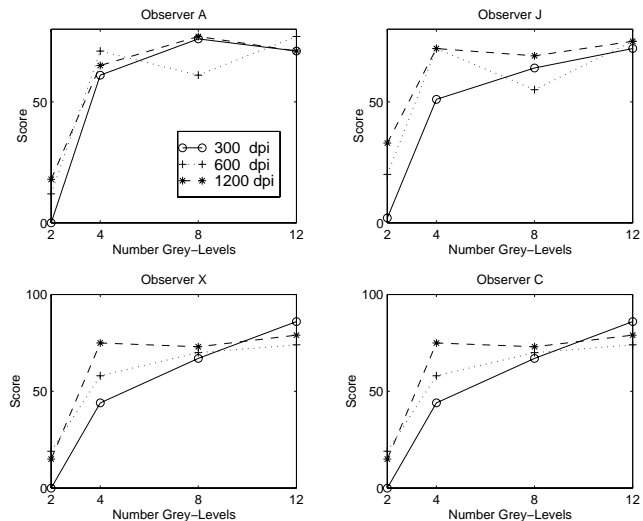 Observer A
Observer J
50
0
2 4 8 12
Number Grey-Levels
Score
300 dpi
600 dpi
1200 dpi
50
0
2 4 8 12
Number Grey-Levels
Score
Observer X
Observer C
100
50
0
2 4 8 12
Number Grey-Levels
Score
100
50
0
2 4 8 12
Number Grey-Levels
Score